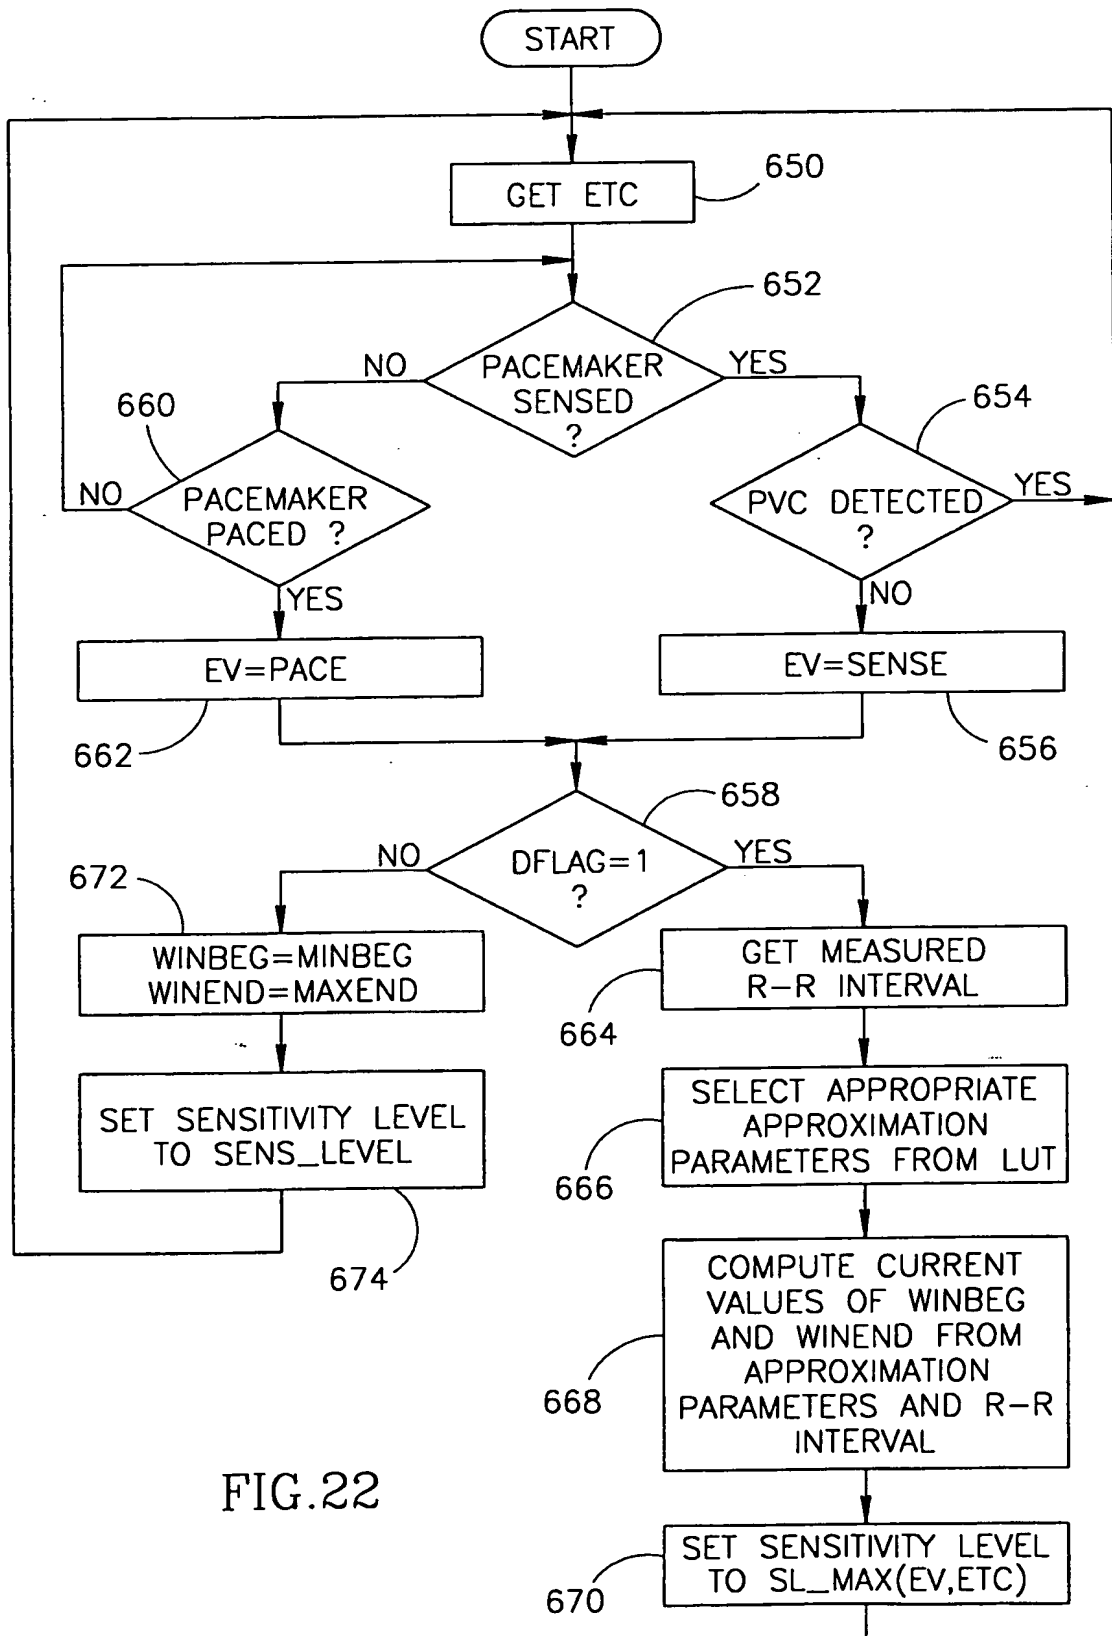 START
GET ETC
650
652
NO
PACEMAKER
SENSED
?
YES
660
654
NO
PACEMAKER
PACED ?
PVC DETECTED
?
YES
YES
NO
EV=PACE
EV=SENSE
662
656
658
NO
DFLAG=1
?
YES
672
WINBEG=MINBEG
WINEND=MAXEND
GET MEASURED
R-R INTERVAL
664
SET SENSITIVITY LEVEL
TO SENS_LEVEL
SELECT APPROPRIATE
APPROXIMATION
PARAMETERS FROM LUT
666
674
COMPUTE CURRENT
VALUES OF WINBEG
AND WINEND FROM
APPROXIMATION
PARAMETERS AND R-R
INTERVAL
668
FIG.22
SET SENSITIVITY LEVEL
TO SL_MAX(EV,ETC)
670